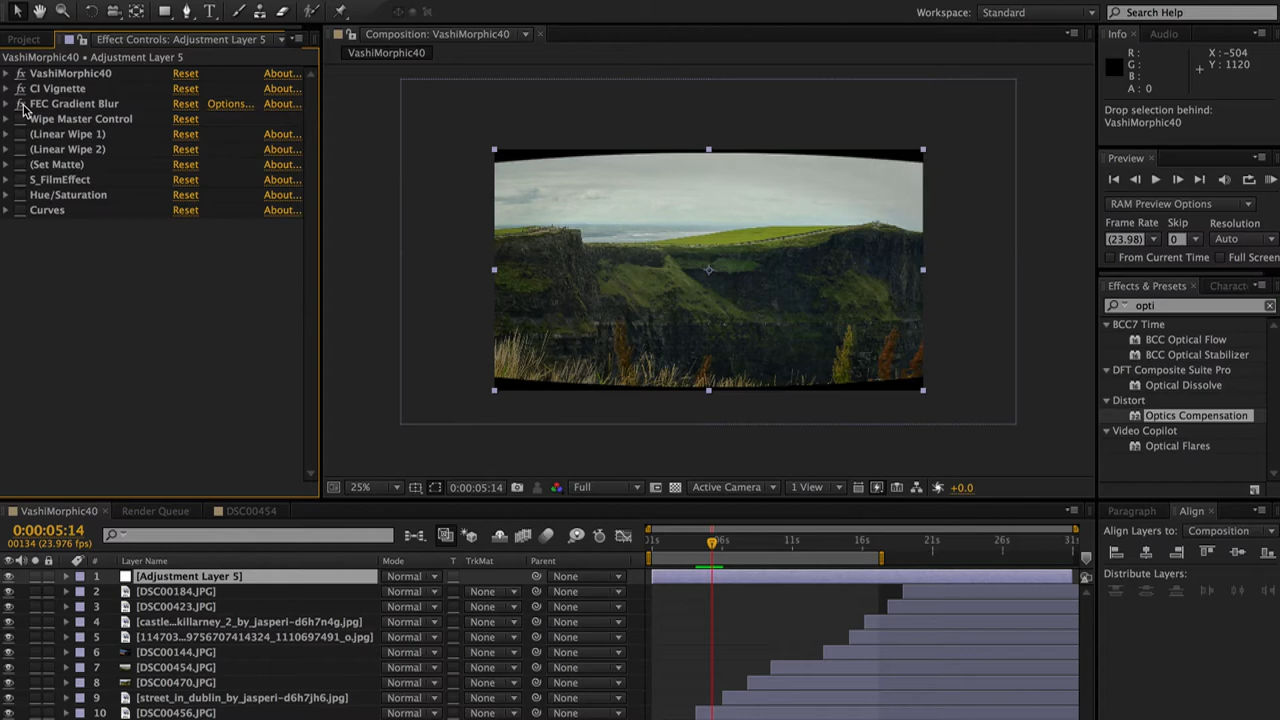 Workspace: Standard
Search Help
Project
Effect Controls: Adjustment Layer 5
VashiMorphic40 • Adjustment Layer 5
fx VashiMorphic40 Reset About...
fx CI Vignette Reset About...
FEC Gradient Blur Reset Options... About...
Wipe Master Control Reset
(Linear Wipe 1) Reset About...
(Linear Wipe 2) Reset About...
(Set Matte) Reset About...
S_FilmEffect Reset About...
Hue/Saturation Reset About...
Curves Reset About...
Composition: VashiMorphic40
VashiMorphic40
25% 0:00:05:14 Full Active Camera 1 View +0.0
Info Audio
R :
G :
B :
A : 0
X : -504
Y : 1120
Drop selection behind:
VashiMorphic40
Preview
RAM Preview Options
Frame Rate Skip Resolution
(23.98) 0 Auto
From Current Time Full Screen
Effects & Presets Charact
opti
BCC7 Time
BCC Optical Flow
BCC Optical Stabilizer
DFT Composite Suite Pro
Optical Dissolve
Distort
Optics Compensation
Video Copilot
Optical Flares
VashiMorphic40 Render Queue DSC00454
0:00:05:14
00134 (23.976 fps)
01s 06s 11s 16s 21s 26s 31s
# Layer Name Mode T TrkMat Parent
1 [Adjustment Layer 5] Normal None
2 [DSC00184.JPG] Normal None None
3 [DSC00423.JPG] Normal None None
4 [castle...killarney_2_by_jasperi-d6h7n4g.jpg] Normal None None
5 [114703...9756707414324_1110697491_o.jpg] Normal None None
6 [DSC00144.JPG] Normal None None
7 [DSC00454.JPG] Normal None None
8 [DSC00470.JPG] Normal None None
9 [street_in_dublin_by_jasperi-d6h7jh6.jpg] Normal None None
10 [DSC00456.JPG] Normal None None
Paragraph Align
Align Layers to: Composition
Distribute Layers: